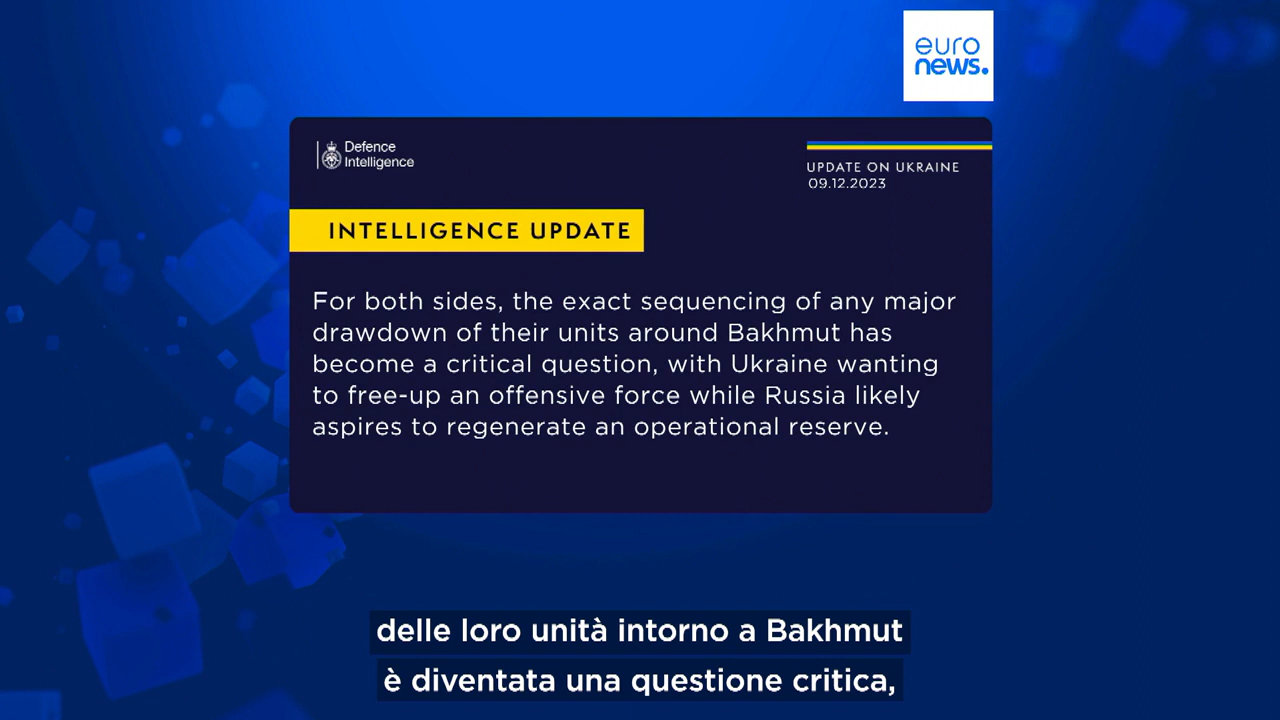 euro
news.
Defence
Intelligence
UPDATE ON UKRAINE
09.12.2023
INTELLIGENCE UPDATE
For both sides, the exact sequencing of any major
drawdown of their units around Bakhmut has
become a critical question, with Ukraine wanting
to free-up an offensive force while Russia likely
aspires to regenerate an operational reserve.
delle loro unità intorno a Bakhmut
è diventata una questione critica,